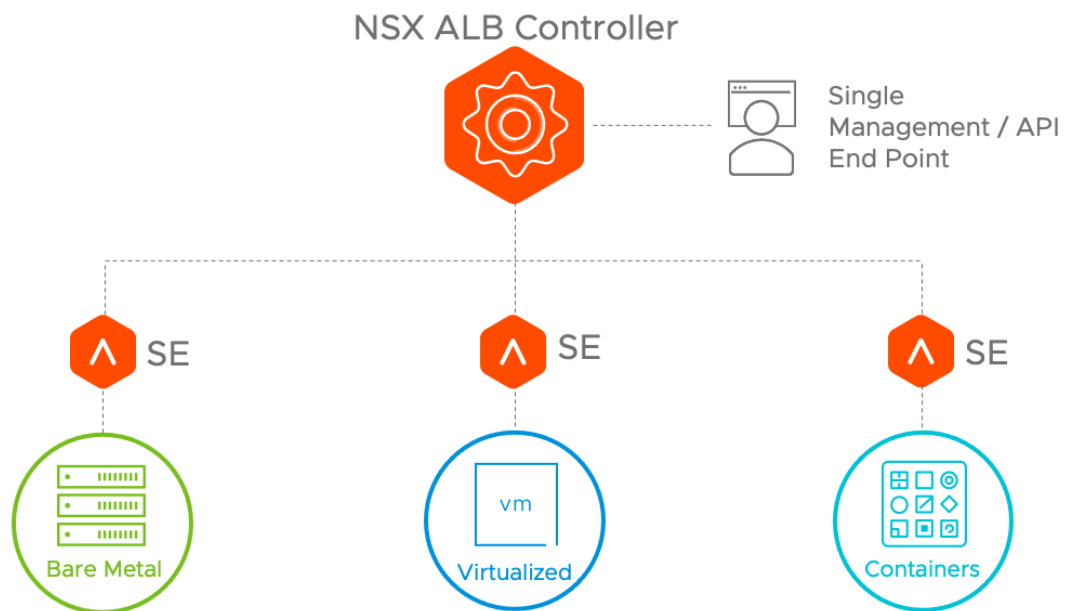 NSX ALB Controller
Single
Management / API
End Point
SE
SE
SE
vm
Bare Metal
Virtualized
Containers